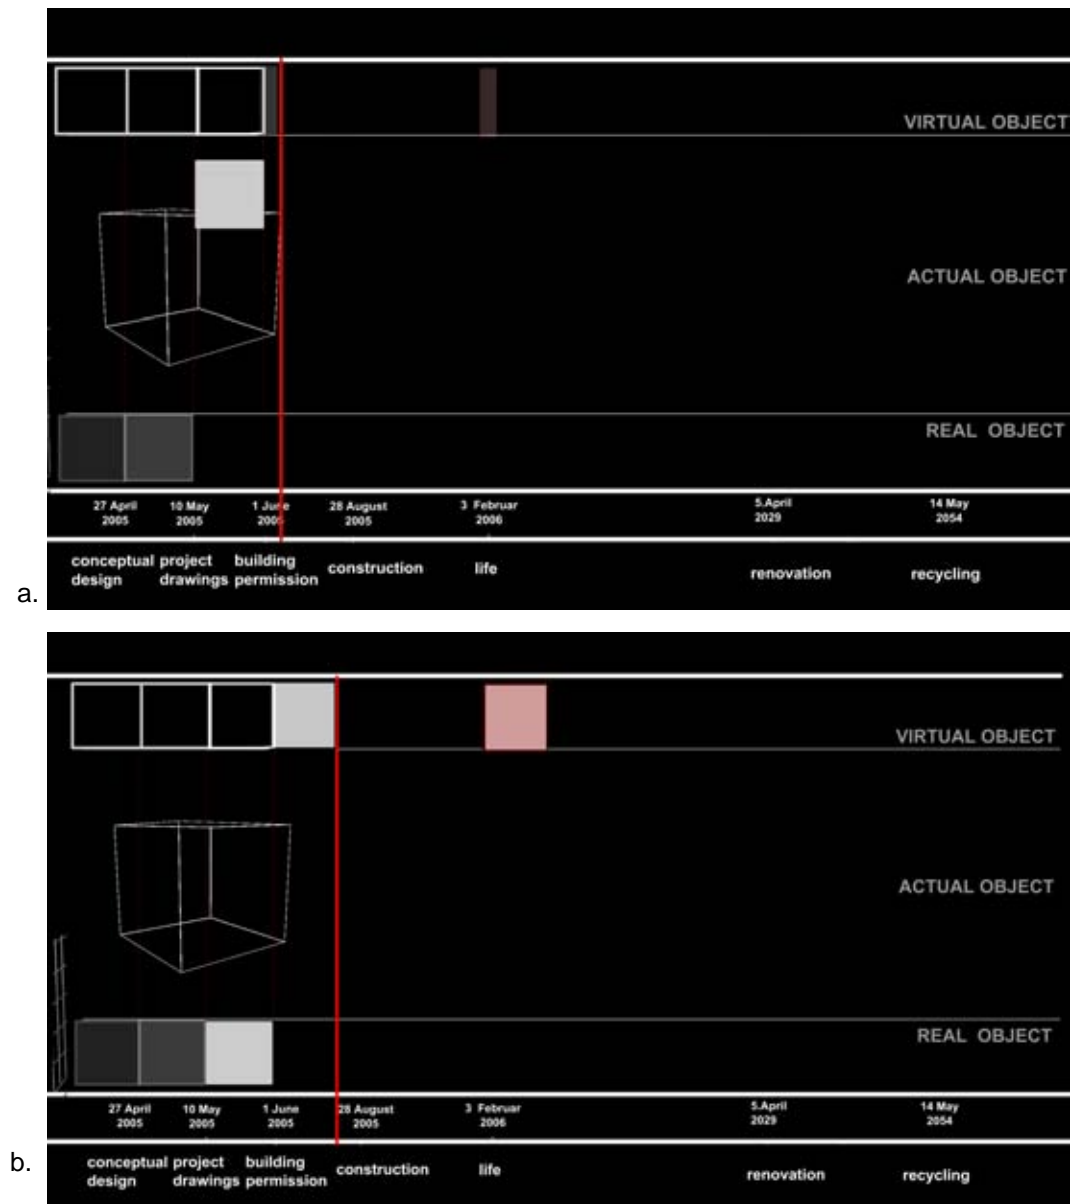 VIRTUAL OBJECT
ACTUAL OBJECT
REAL OBJECT
27 April 10 May 1 June 28 August 3 Februar 5.April 14 May
2005 2005 2005 2005 2006 2029 2054
conceptual project building construction life renovation recycling
design drawings permission
a.
VIRTUAL OBJECT
ACTUAL OBJECT
REAL OBJECT
27 April 10 May 1 June 28 August 3 Februar 5.April 14 May
2005 2005 2005 2005 2006 2029 2054
conceptual project building construction life renovation recycling
design drawings permission
b.